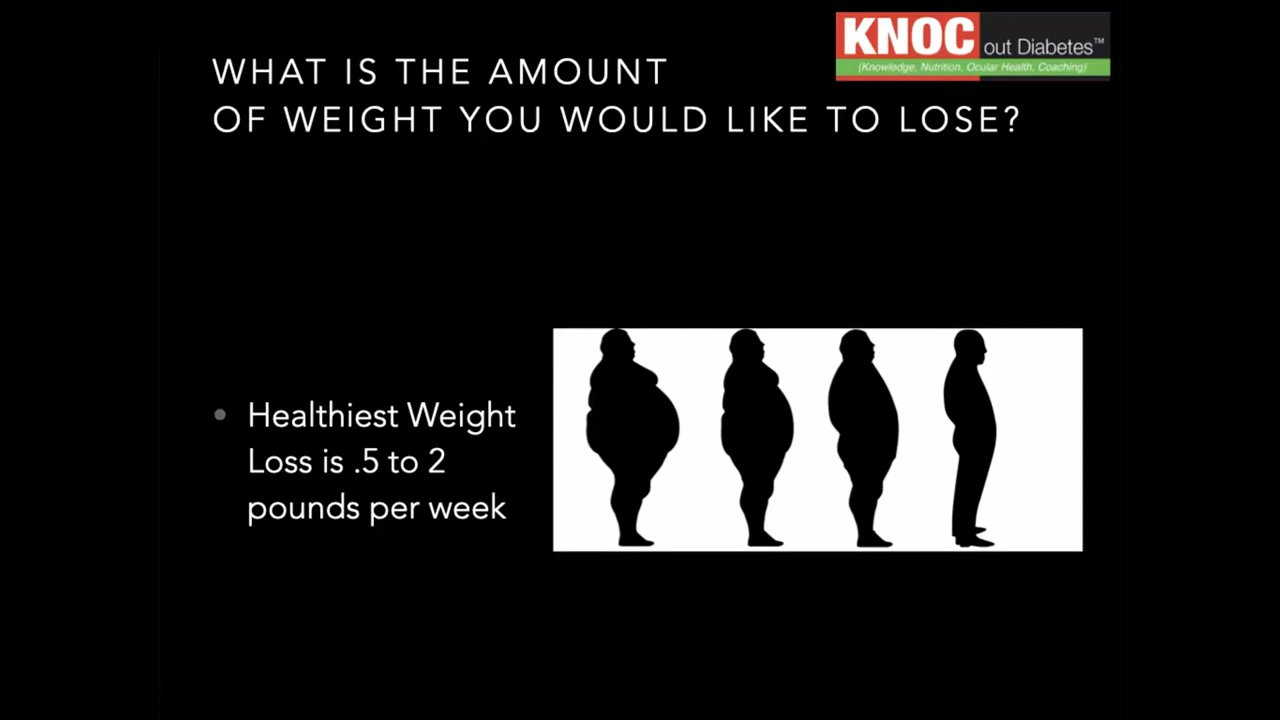 KNOC out Diabetes™
(Knowledge, Nutrition, Ocular Health, Coaching)
WHAT IS THE AMOUNT
OF WEIGHT YOU WOULD LIKE TO LOSE?
• Healthiest Weight
Loss is .5 to 2
pounds per week